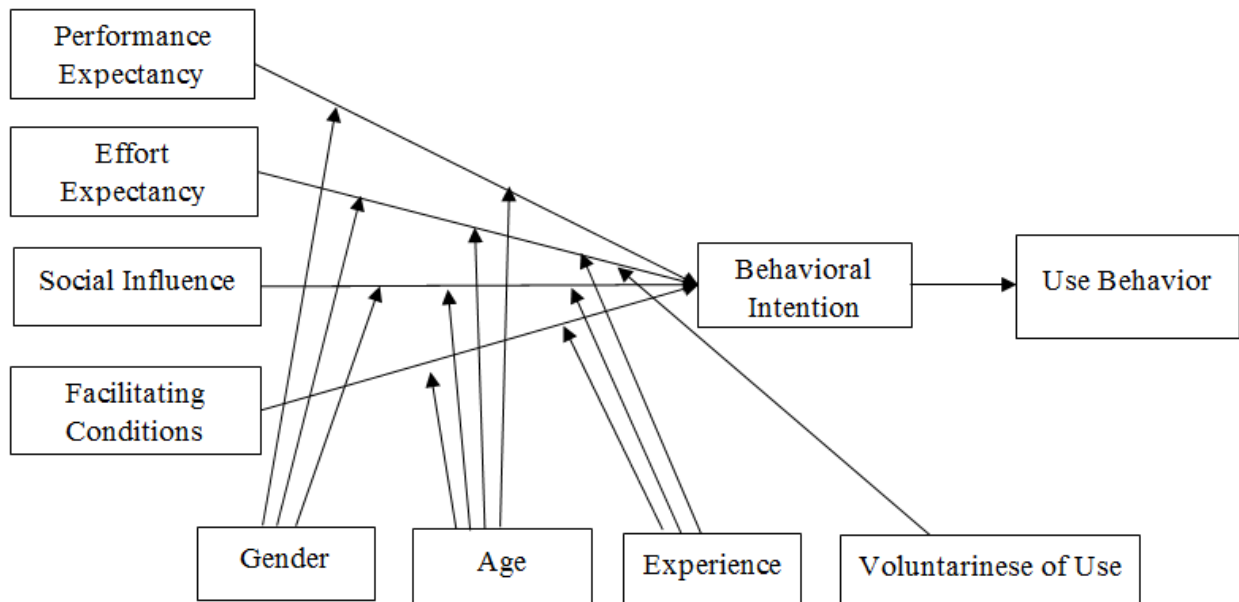 Performance
Expectancy
Effort
Expectancy
Social Influence
Facilitating
Conditions
Behavioral
Intention
Use Behavior
Gender
Age
Experience
Voluntarinese of Use